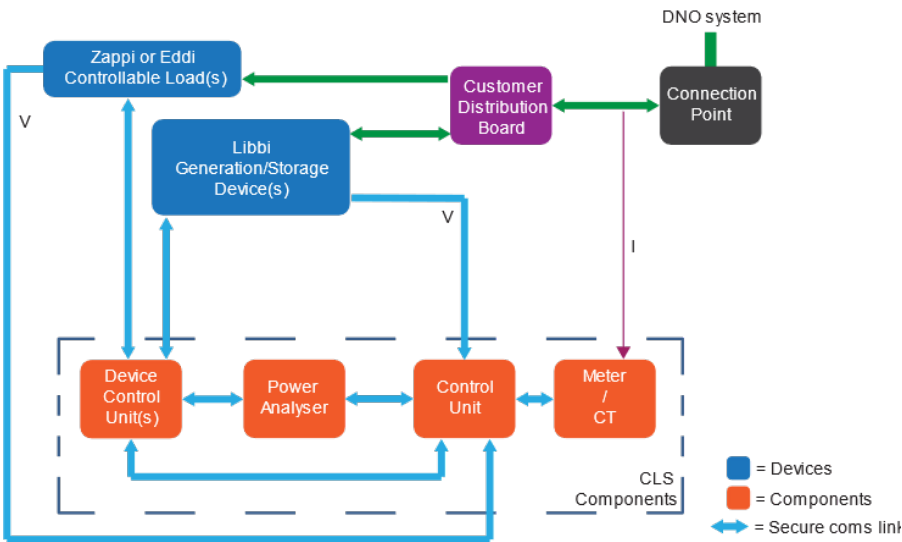 DNO system
Zappi or Eddi
Controllable Load(s)
Customer
Distribution
Board
Connection
Point
V
Libbi
Generation/Storage
Device(s)
V
I
Device
Control
Unit(s)
Power
Analyser
Control
Unit
Meter
/
CT
CLS
Components
= Devices
= Components
= Secure coms link